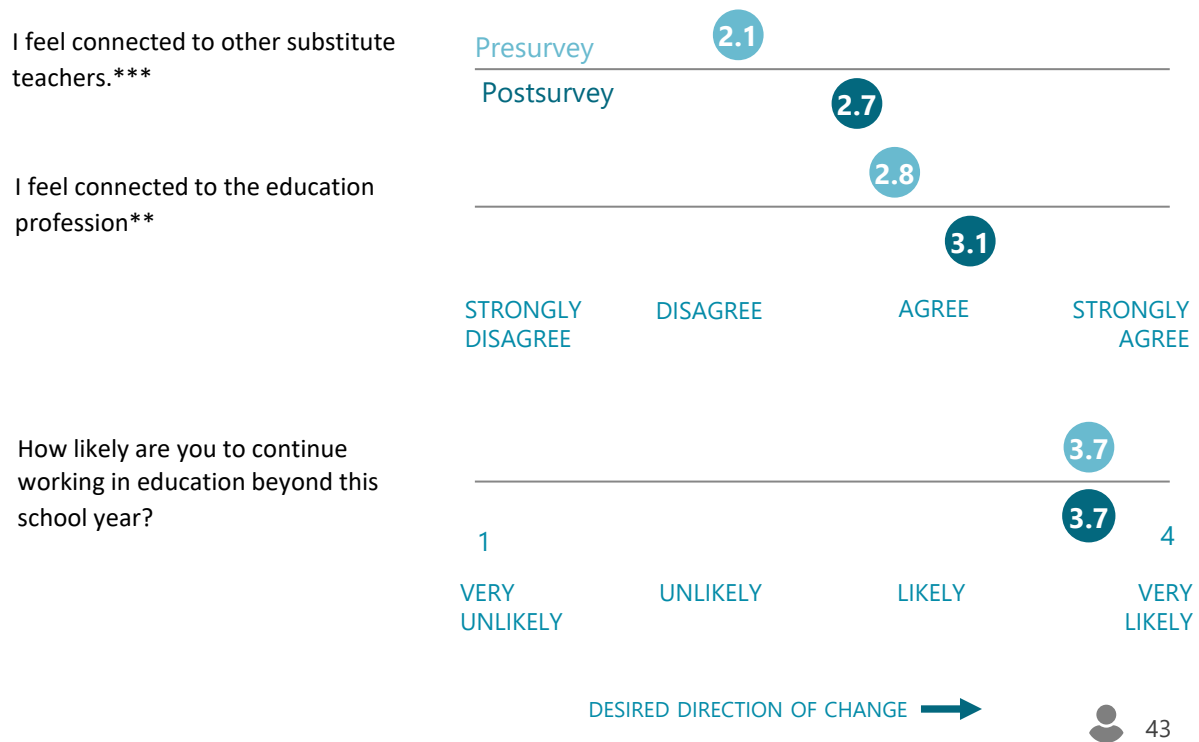 I feel connected to other substitute
teachers.***
Presurvey
2.1
Postsurvey
2.7
I feel connected to the education
profession**
2.8
3.1
STRONGLY
DISAGREE
DISAGREE
AGREE
STRONGLY
AGREE
How likely are you to continue
working in education beyond this
school year?
3.7
3.7
1
4
VERY
UNLIKELY
UNLIKELY
LIKELY
VERY
LIKELY
DESIRED DIRECTION OF CHANGE
43